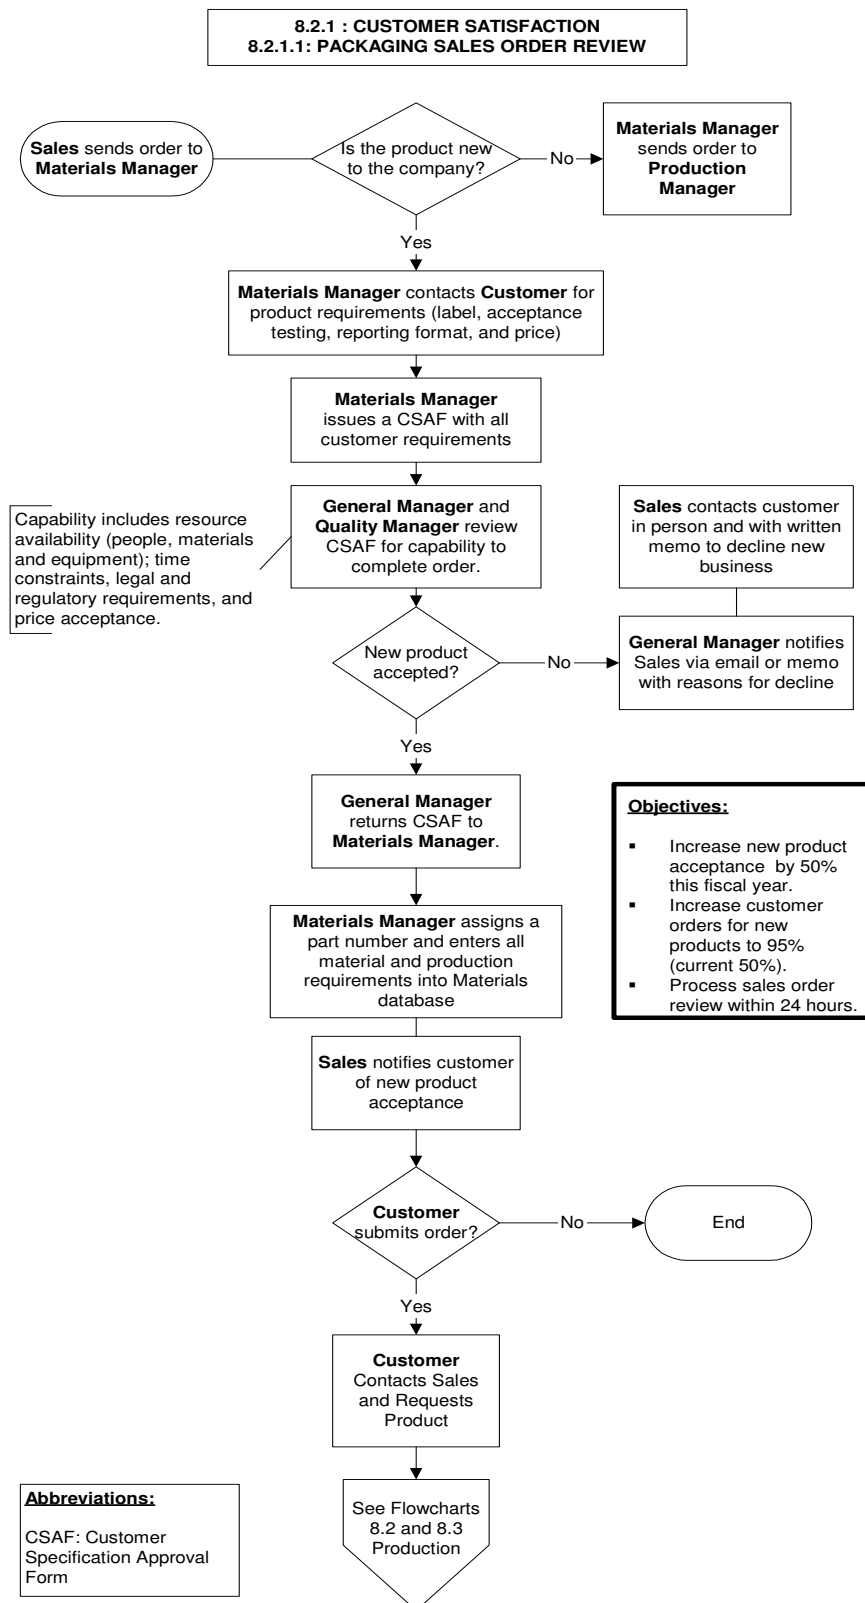 8.2.1 : CUSTOMER SATISFACTION
8.2.1.1: PACKAGING SALES ORDER REVIEW
Sales sends order to
Materials Manager
Is the product new
to the company?
No
Materials Manager
sends order to
Production
Manager
Yes
Materials Manager contacts Customer for
product requirements (label, acceptance
testing, reporting format, and price)
Materials Manager
issues a CSAF with all
customer requirements
Capability includes resource
availability (people, materials
and equipment); time
constraints, legal and
regulatory requirements, and
price acceptance.
General Manager and
Quality Manager review
CSAF for capability to
complete order.
Sales contacts customer
in person and with written
memo to decline new
business
New product
accepted?
No
General Manager notifies
Sales via email or memo
with reasons for decline
Yes
General Manager
returns CSAF to
Materials Manager.
Objectives:
▪ Increase new product
acceptance by 50%
this fiscal year.
▪ Increase customer
orders for new
products to 95%
(current 50%).
▪ Process sales order
review within 24 hours.
Materials Manager assigns a
part number and enters all
material and production
requirements into Materials
database
Sales notifies customer
of new product
acceptance
Customer
submits order?
No
End
Yes
Customer
Contacts Sales
and Requests
Product
See Flowcharts
8.2 and 8.3
Production
Abbreviations:
CSAF: Customer
Specification Approval
Form